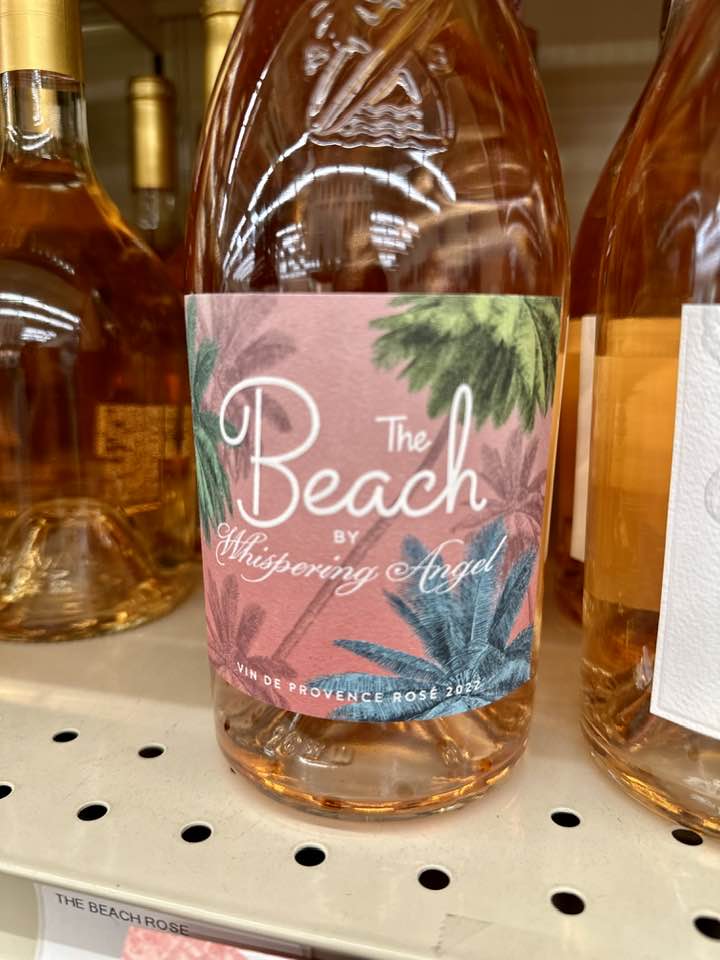 The
Beach
BY
Whispering Angel
VIN DE PROVENCE ROSÉ 2022
THE BEACH ROSE